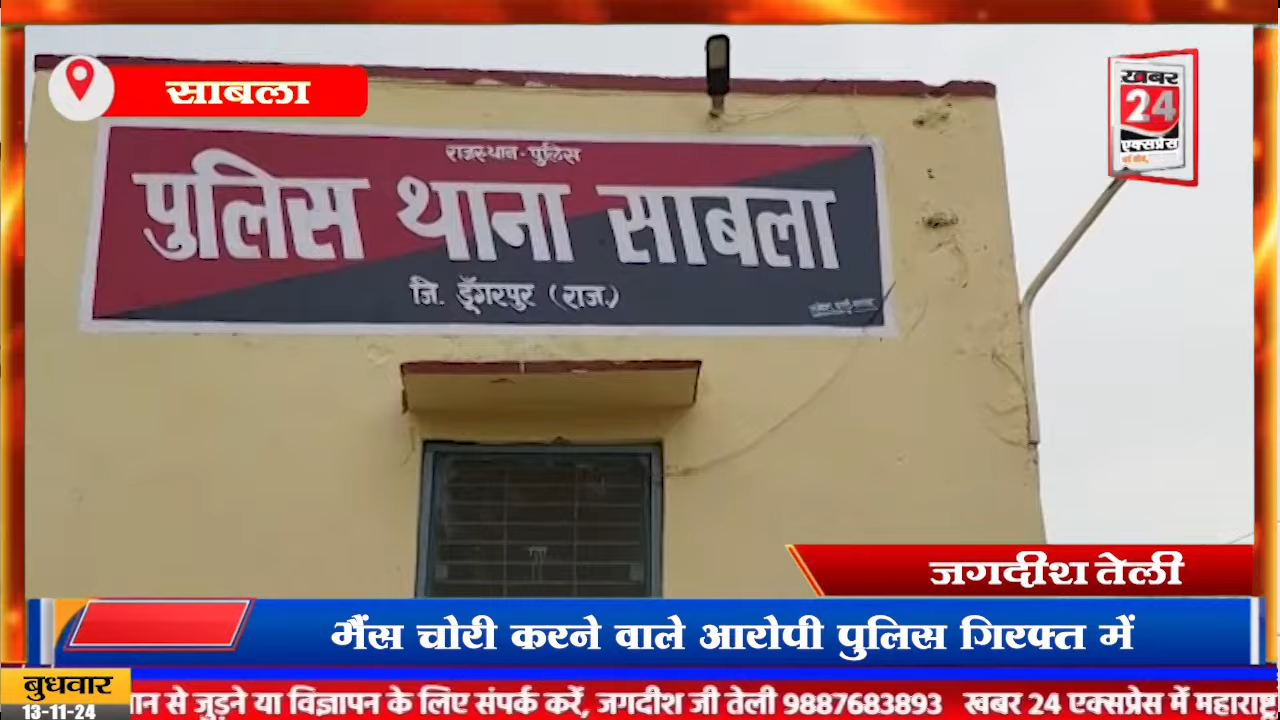 साबला
खबर
24
एक्सप्रेस
राजस्थान-पुलिस
पुलिस थाना साबला
जि. डूँगरपुर (राज.)
जगदीश तेली
भैंस चोरी करने वाले आरोपी पुलिस गिरफ्त में
बुधवार
13-11-24
ान से जुड़ने या विज्ञापन के लिए संपर्क करें, जगदीश जी तेली 9887683893 खबर 24 एक्सप्रेस में महाराष्ट्र